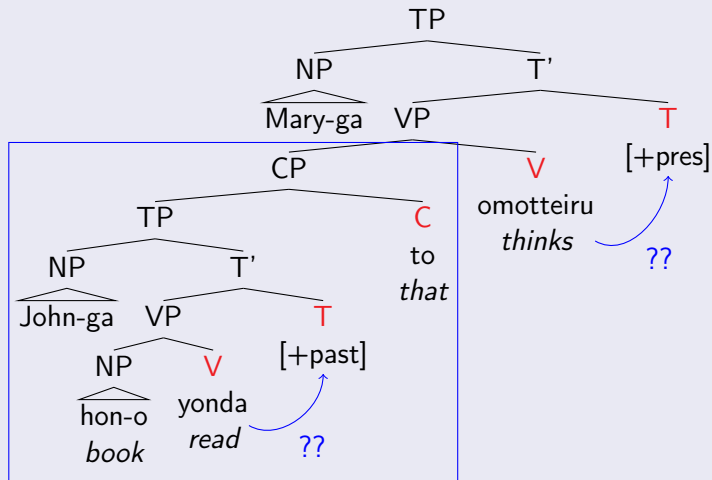 TP
NP T'
Mary-ga VP T
CP V [+pres]
TP C omotteiru
to thinks ??
NP T' that
John-ga VP T
NP V [+past]
hon-o yonda
book read ??